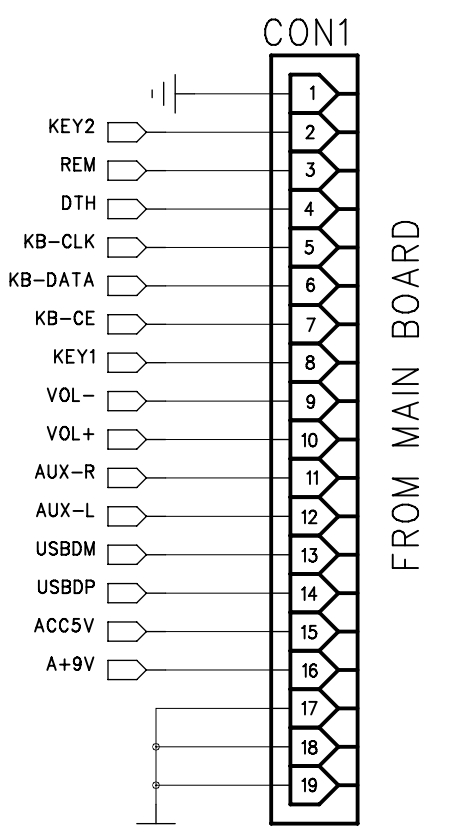 CON1
1
KEY2 2
REM 3
DTH 4
KB-CLK 5
KB-DATA 6
KB-CE 7
KEY1 8
VOL- 9
VOL+ 10
AUX-R 11
AUX-L 12
USBDM 13
USBDP 14
ACC5V 15
A+9V 16
17
18
19
FROM MAIN BOARD